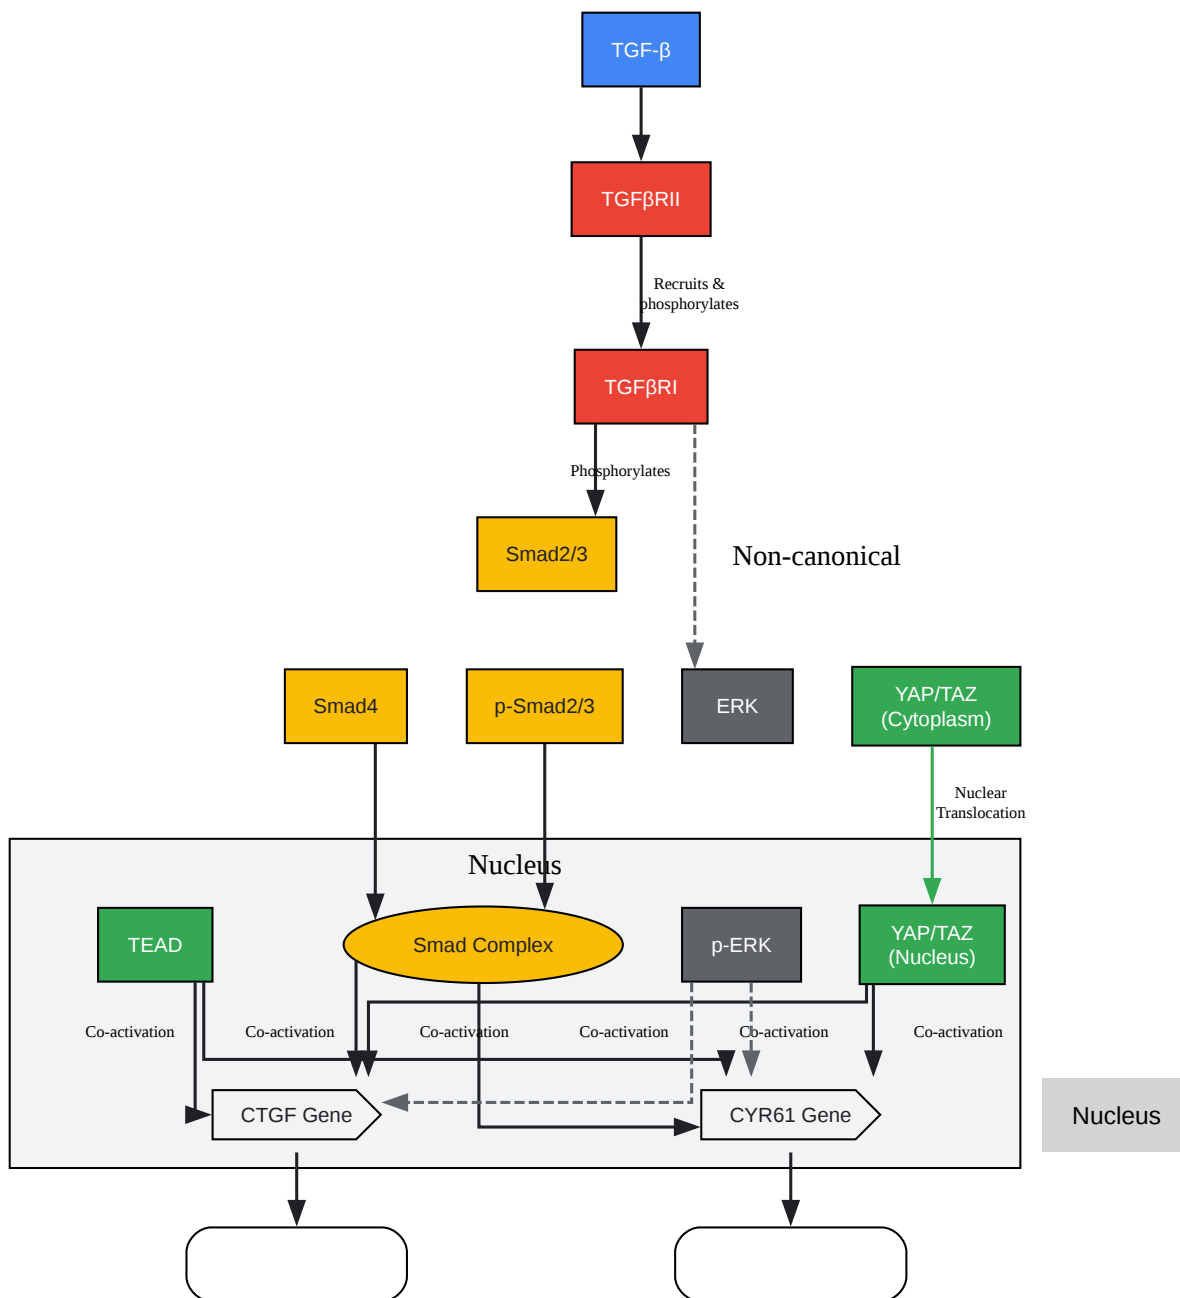 TGF-β
TGFβRII
Recruits &
phosphorylates
TGFβRI
Phosphorylates
Smad2/3
Non-canonical
Smad4
p-Smad2/3
ERK
YAP/TAZ
(Cytoplasm)
Nuclear
Translocation
Nucleus
TEAD
Smad Complex
p-ERK
YAP/TAZ
(Nucleus)
Co-activation
Co-activation
Co-activation
Co-activation
Co-activation
Co-activation
CTGF Gene
CYR61 Gene
Nucleus